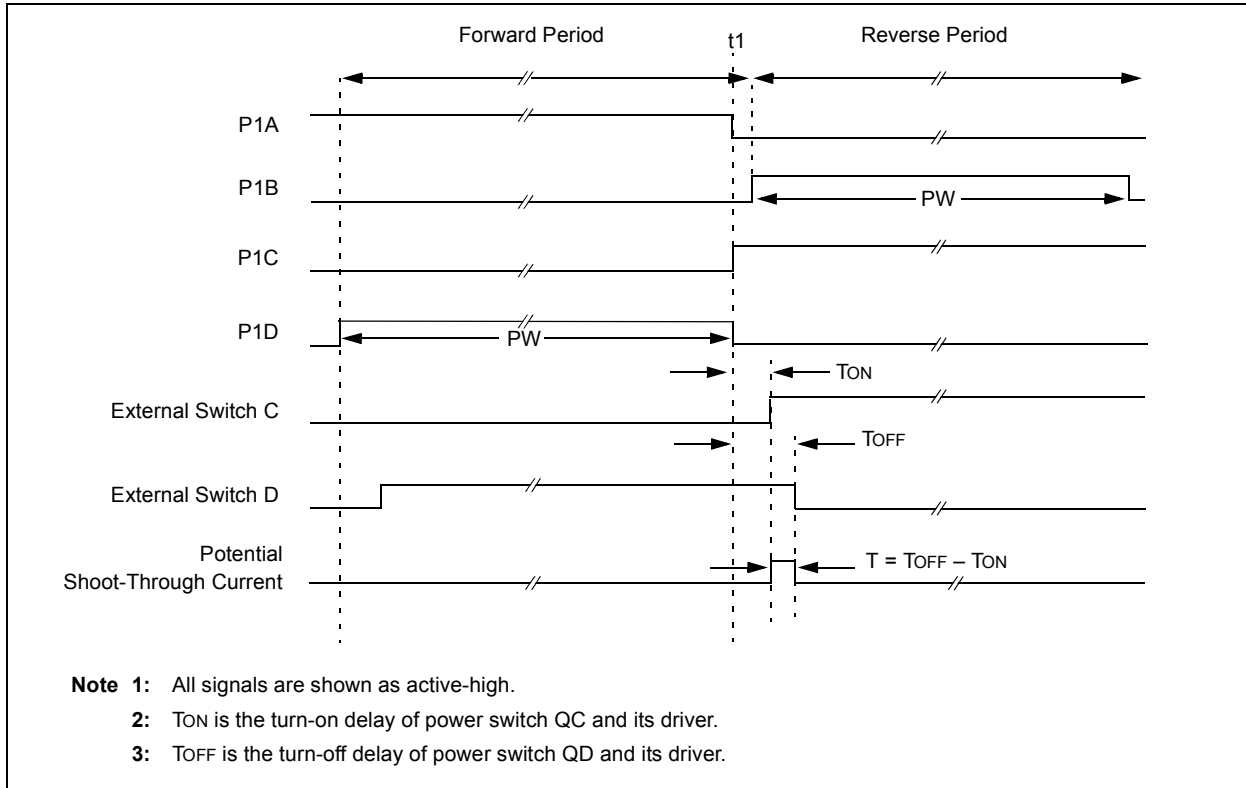 Forward Period
t1
Reverse Period
P1A
P1B
PW
P1C
P1D
PW
TON
External Switch C
TOFF
External Switch D
Potential
Shoot-Through Current
T = TOFF – TON
Note 1: All signals are shown as active-high.
2: TON is the turn-on delay of power switch QC and its driver.
3: TOFF is the turn-off delay of power switch QD and its driver.